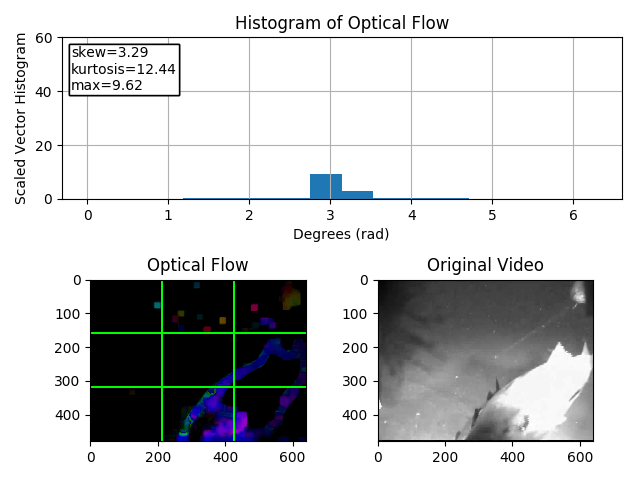 Histogram of Optical Flow
Scaled Vector Histogram
60
40
20
0
skew=3.29
kurtosis=12.44
max=9.62
0 1 2 3 4 5 6
Degrees (rad)
Optical Flow
0
100
200
300
400
0 200 400 600
Original Video
0
100
200
300
400
0 200 400 600